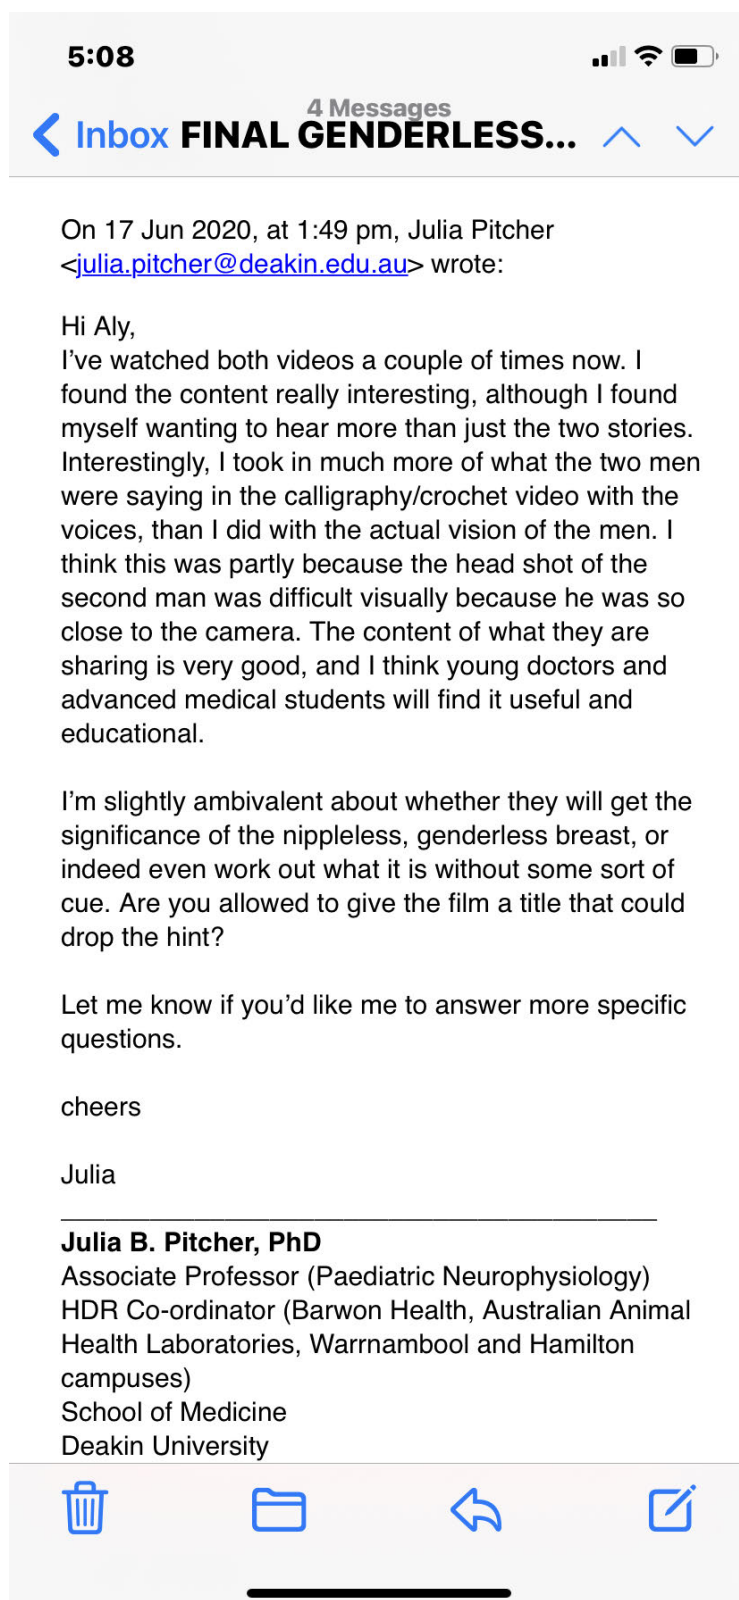 5:08
4 Messages
Inbox FINAL GENDERLESS...
On 17 Jun 2020, at 1:49 pm, Julia Pitcher
<julia.pitcher@deakin.edu.au> wrote:
Hi Aly,
I’ve watched both videos a couple of times now. I
found the content really interesting, although I found
myself wanting to hear more than just the two stories.
Interestingly, I took in much more of what the two men
were saying in the calligraphy/crochet video with the
voices, than I did with the actual vision of the men. I
think this was partly because the head shot of the
second man was difficult visually because he was so
close to the camera. The content of what they are
sharing is very good, and I think young doctors and
advanced medical students will find it useful and
educational.
I’m slightly ambivalent about whether they will get the
significance of the nippleless, genderless breast, or
indeed even work out what it is without some sort of
cue. Are you allowed to give the film a title that could
drop the hint?
Let me know if you’d like me to answer more specific
questions.
cheers
Julia
Julia B. Pitcher, PhD
Associate Professor (Paediatric Neurophysiology)
HDR Co-ordinator (Barwon Health, Australian Animal
Health Laboratories, Warrnambool and Hamilton
campuses)
School of Medicine
Deakin University